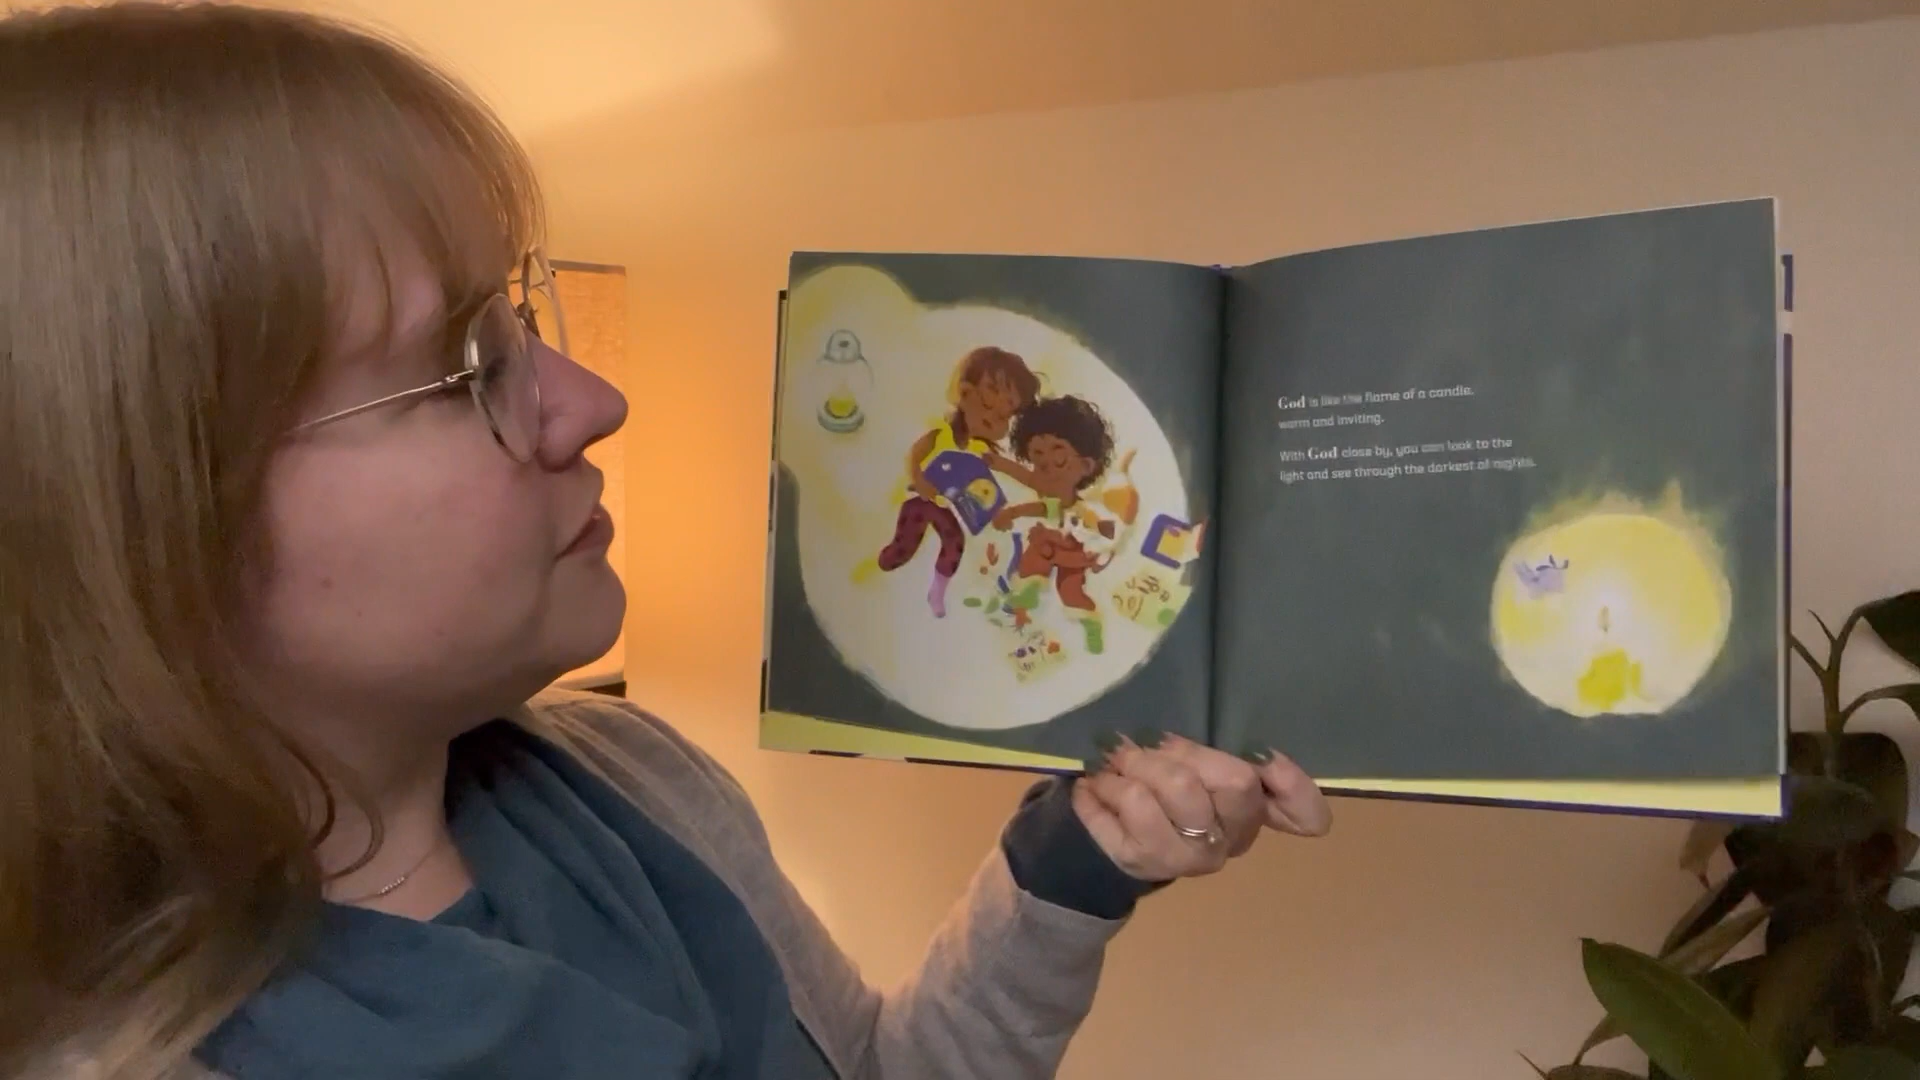 God is like the flame of a candle,
warm and inviting.
With God close by, you can look to the
light and see through the darkest of nights.